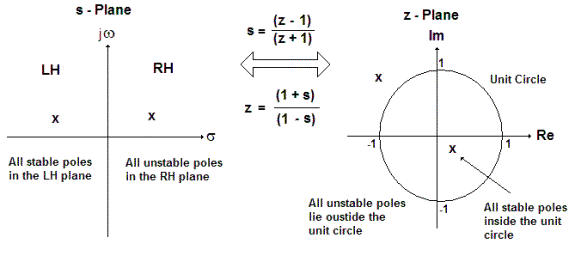 s - Plane
jω
LH
RH
x
x
σ
All stable poles
in the LH plane
All unstable poles
in the RH plane
s = (z - 1)
(z + 1)
z = (1 + s)
(1 - s)
z - Plane
Im
1
x
Unit Circle
-1
1
Re
x
-1
All unstable poles
lie oustide the
unit circle
All stable poles
inside the unit
circle